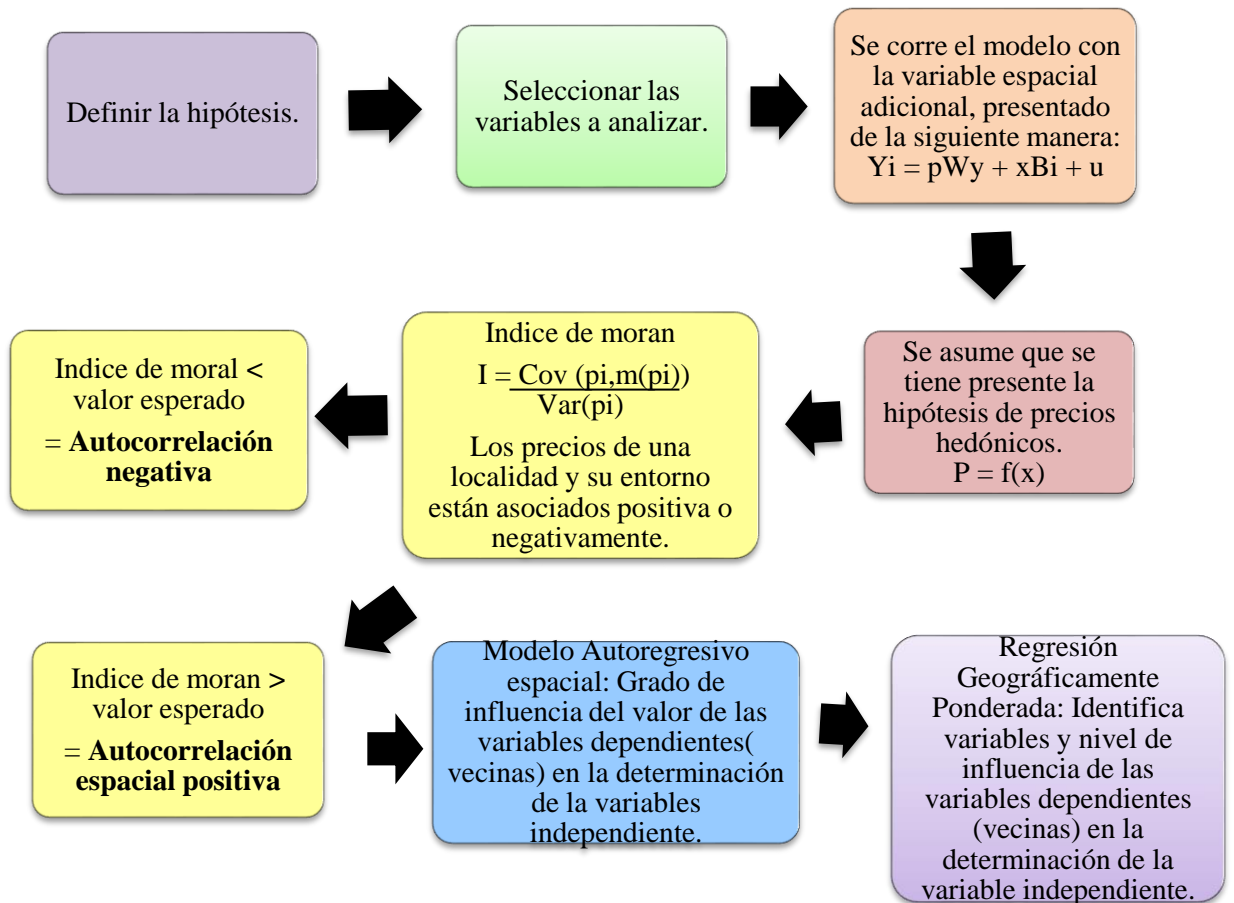 Definir la hipótesis.
Seleccionar las
variables a analizar.
Se corre el modelo con
la variable espacial
adicional, presentado
de la siguiente manera:
Yi = pWy + xBi + u
Se asume que se
tiene presente la
hipótesis de precios
hedónicos.
P = f(x)
Indice de moran
I = Cov (pi,m(pi))
Var(pi)
Los precios de una
localidad y su entorno
están asociados positiva o
negativamente.
Indice de moral <
valor esperado
= Autocorrelación
negativa
Indice de moran >
valor esperado
= Autocorrelación
espacial positiva
Modelo Autoregresivo
espacial: Grado de
influencia del valor de las
variables dependientes(
vecinas) en la determinación
de la variables
independiente.
Regresión
Geográficamente
Ponderada: Identifica
variables y nivel de
influencia de las
variables dependientes
(vecinas) en la
determinación de la
variable independiente.